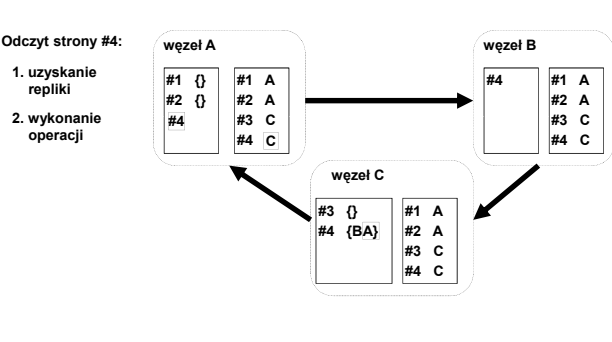 Odczyt strony #4:
1. uzyskanie
repliki
2. wykonanie
operacji
węzeł A
#1 {}
#2 {}
#4
#1 A
#2 A
#3 C
#4 C
węzeł B
#4
#1 A
#2 A
#3 C
#4 C
węzeł C
#3 {}
#4 {BA}
#1 A
#2 A
#3 C
#4 C